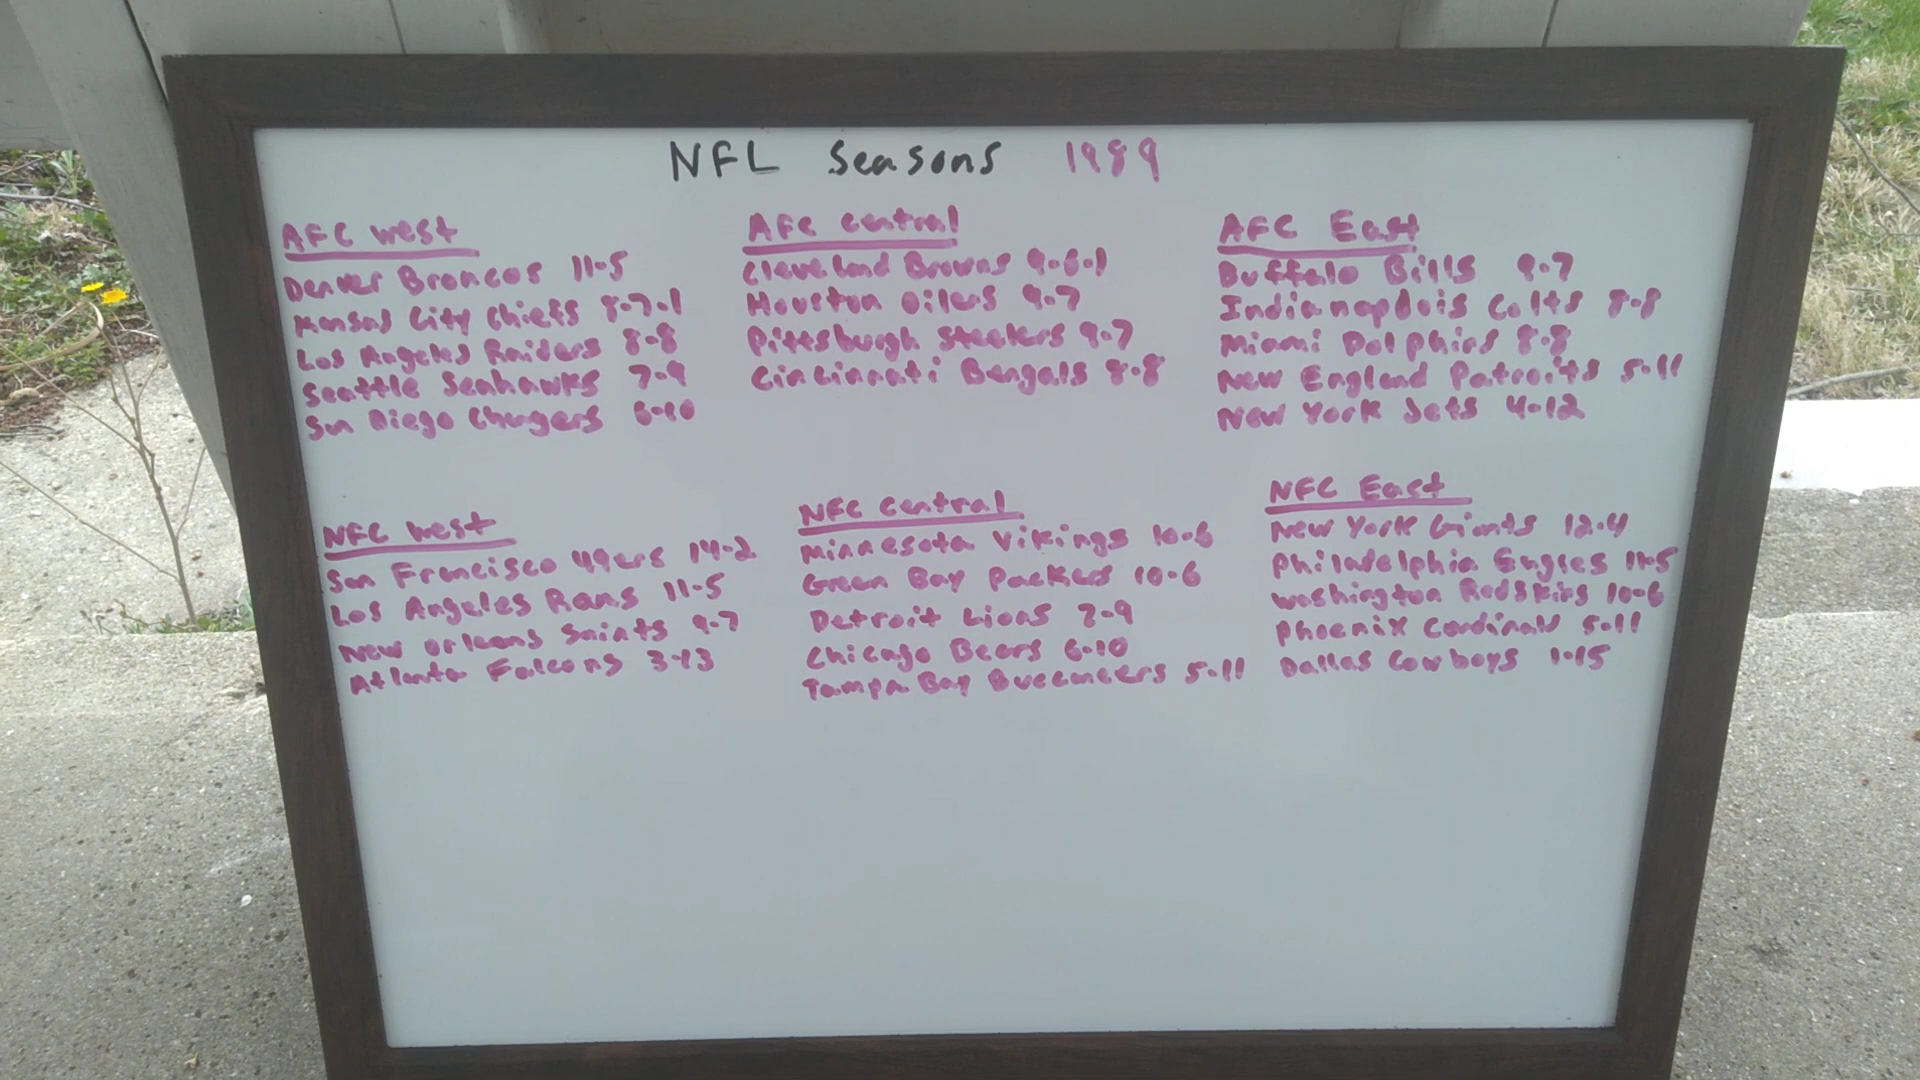 NFL Seasons 1989
AFC West
Denver Broncos 11-5
Kansas City Chiefs 8-7-1
Los Angeles Raiders 8-8
Seattle Seahawks 7-9
San Diego Chargers 6-10
AFC Central
Cleveland Browns 9-6-1
Houston Oilers 9-7
Pittsburgh Steelers 9-7
Cincinnati Bengals 8-8
AFC East
Buffalo Bills 9-7
Indianaplois Colts 8-8
Miami Dolphins 8-8
New England Patroits 5-11
New York Jets 4-12
NFC West
San Francisco 49ers 14-2
Los Angeles Rams 11-5
New Orleans Saints 9-7
Atlanta Falcons 3-13
NFC Central
Minnesota Vikings 10-6
Green Bay Packers 10-6
Detroit Lions 7-9
Chicago Bears 6-10
Tampa Bay Buccaneers 5-11
NFC East
New York Giants 12-4
Philadelphia Eagles 11-5
Washington Redskins 10-6
Phoenix Cardinals 5-11
Dallas Cowboys 1-15